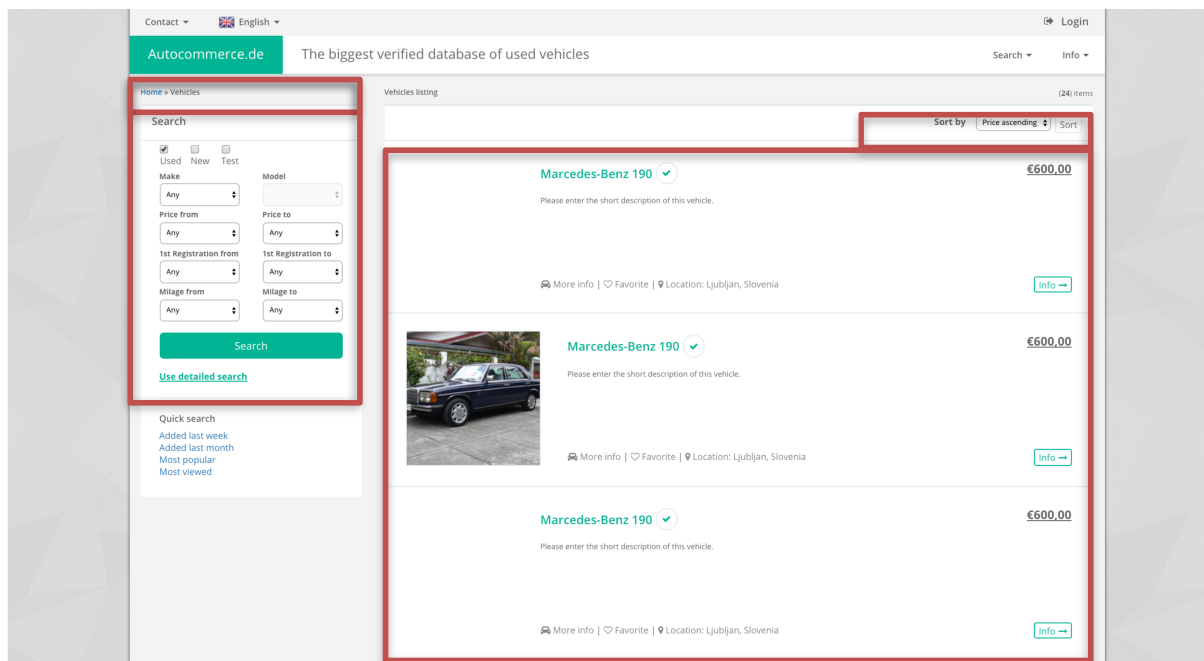 Contact English Login
Autocommerce.de The biggest verified database of used vehicles Search Info
Home » Vehicles
Search
Used New Test
Make Model
Any
Price from Price to
Any Any
1st Registration from 1st Registration to
Any Any
Milage from Milage to
Any Any
Search
Use detailed search
Quick search
Added last week
Added last month
Most popular
Most viewed
Vehicles listing (24) items
Sort by Price ascending Sort
Marcedes-Benz 190 €600,00
Please enter the short description of this vehicle.
More info | Favorite | Location: Ljubljan, Slovenia Info →
Marcedes-Benz 190 €600,00
Please enter the short description of this vehicle.
More info | Favorite | Location: Ljubljan, Slovenia Info →
Marcedes-Benz 190 €600,00
Please enter the short description of this vehicle.
More info | Favorite | Location: Ljubljan, Slovenia Info →